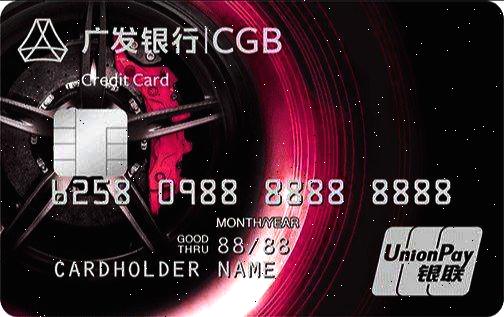 广发银行|CGB
Credit Card
6258 0988 8888 8888
MONTH/YEAR
GOOD THRU 88/88
CARDHOLDER NAME
UnionPay
银联